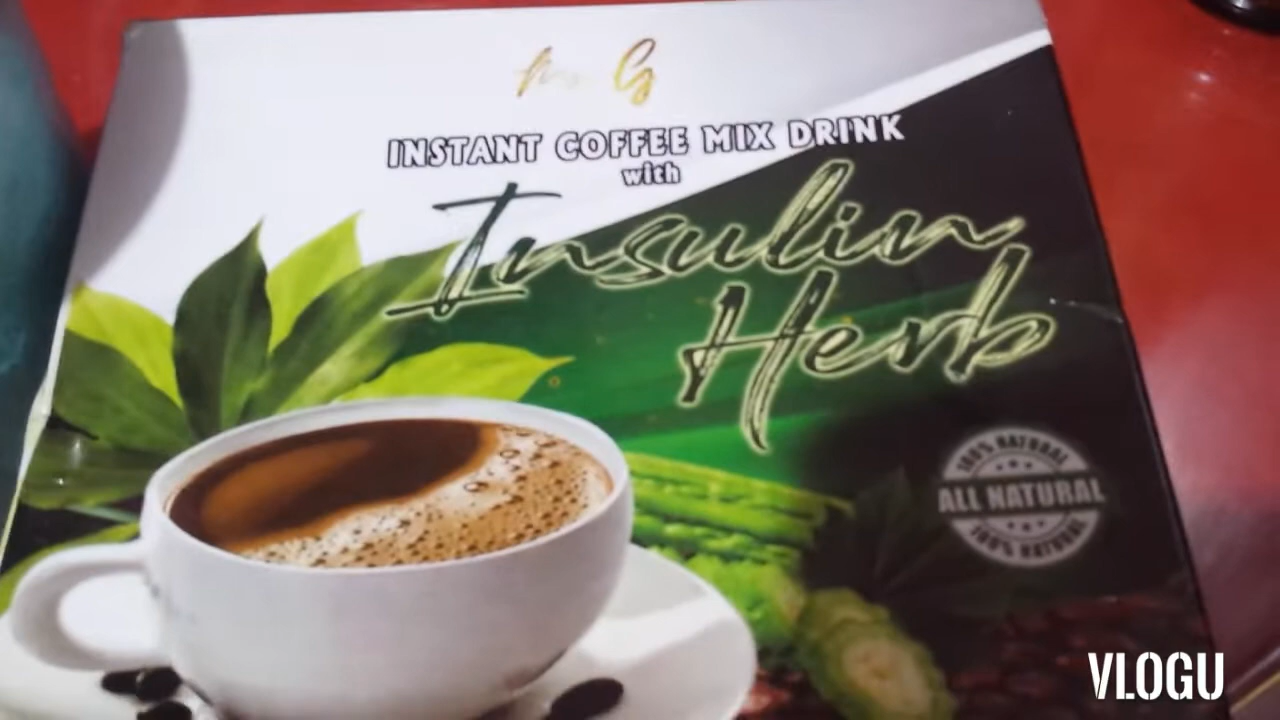 INSTANT COFFEE MIX DRINK
with
Insulin
Herb
100% NATURAL
ALL NATURAL
100% NATURAL
VLOGU